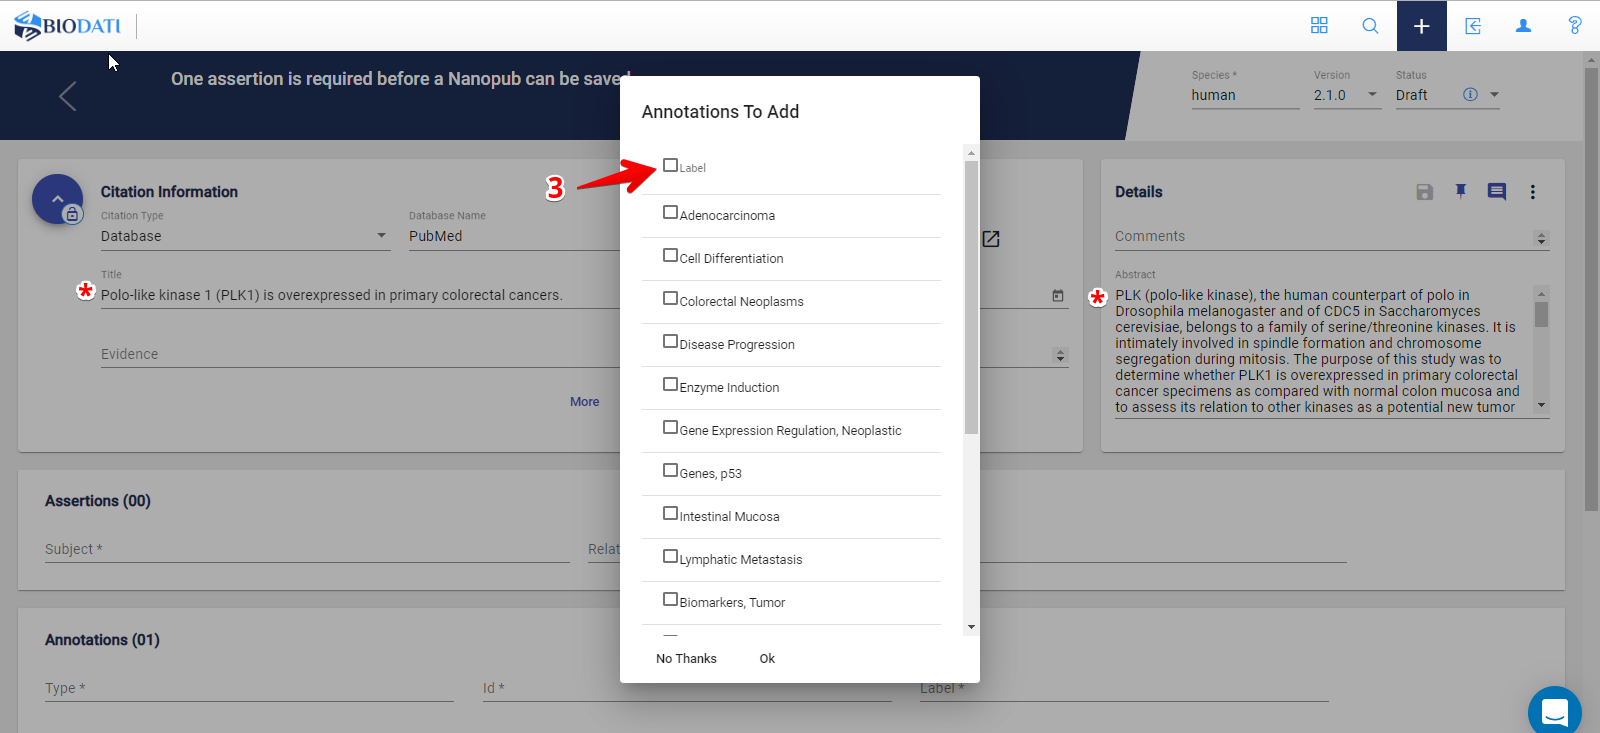 BIODATI
One assertion is required before a Nanopub can be saved
Species *
human
Version
2.1.0
Status
Draft
Annotations To Add
Label
Adenocarcinoma
Cell Differentiation
Colorectal Neoplasms
Disease Progression
Enzyme Induction
Gene Expression Regulation, Neoplastic
Genes, p53
Intestinal Mucosa
Lymphatic Metastasis
Biomarkers, Tumor
No Thanks
Ok
3
Citation Information
Citation Type
Database
Database Name
PubMed
Title
* Polo-like kinase 1 (PLK1) is overexpressed in primary colorectal cancers.
Evidence
More
Details
Comments
Abstract
* PLK (polo-like kinase), the human counterpart of polo in
Drosophila melanogaster and of CDC5 in Saccharomyces
cerevisiae, belongs to a family of serine/threonine kinases. It is
intimately involved in spindle formation and chromosome
segregation during mitosis. The purpose of this study was to
determine whether PLK1 is overexpressed in primary colorectal
cancer specimens as compared with normal colon mucosa and
to assess its relation to other kinases as a potential new tumor
Assertions (00)
Subject *
Relat
Annotations (01)
Type *
Id *
Label *